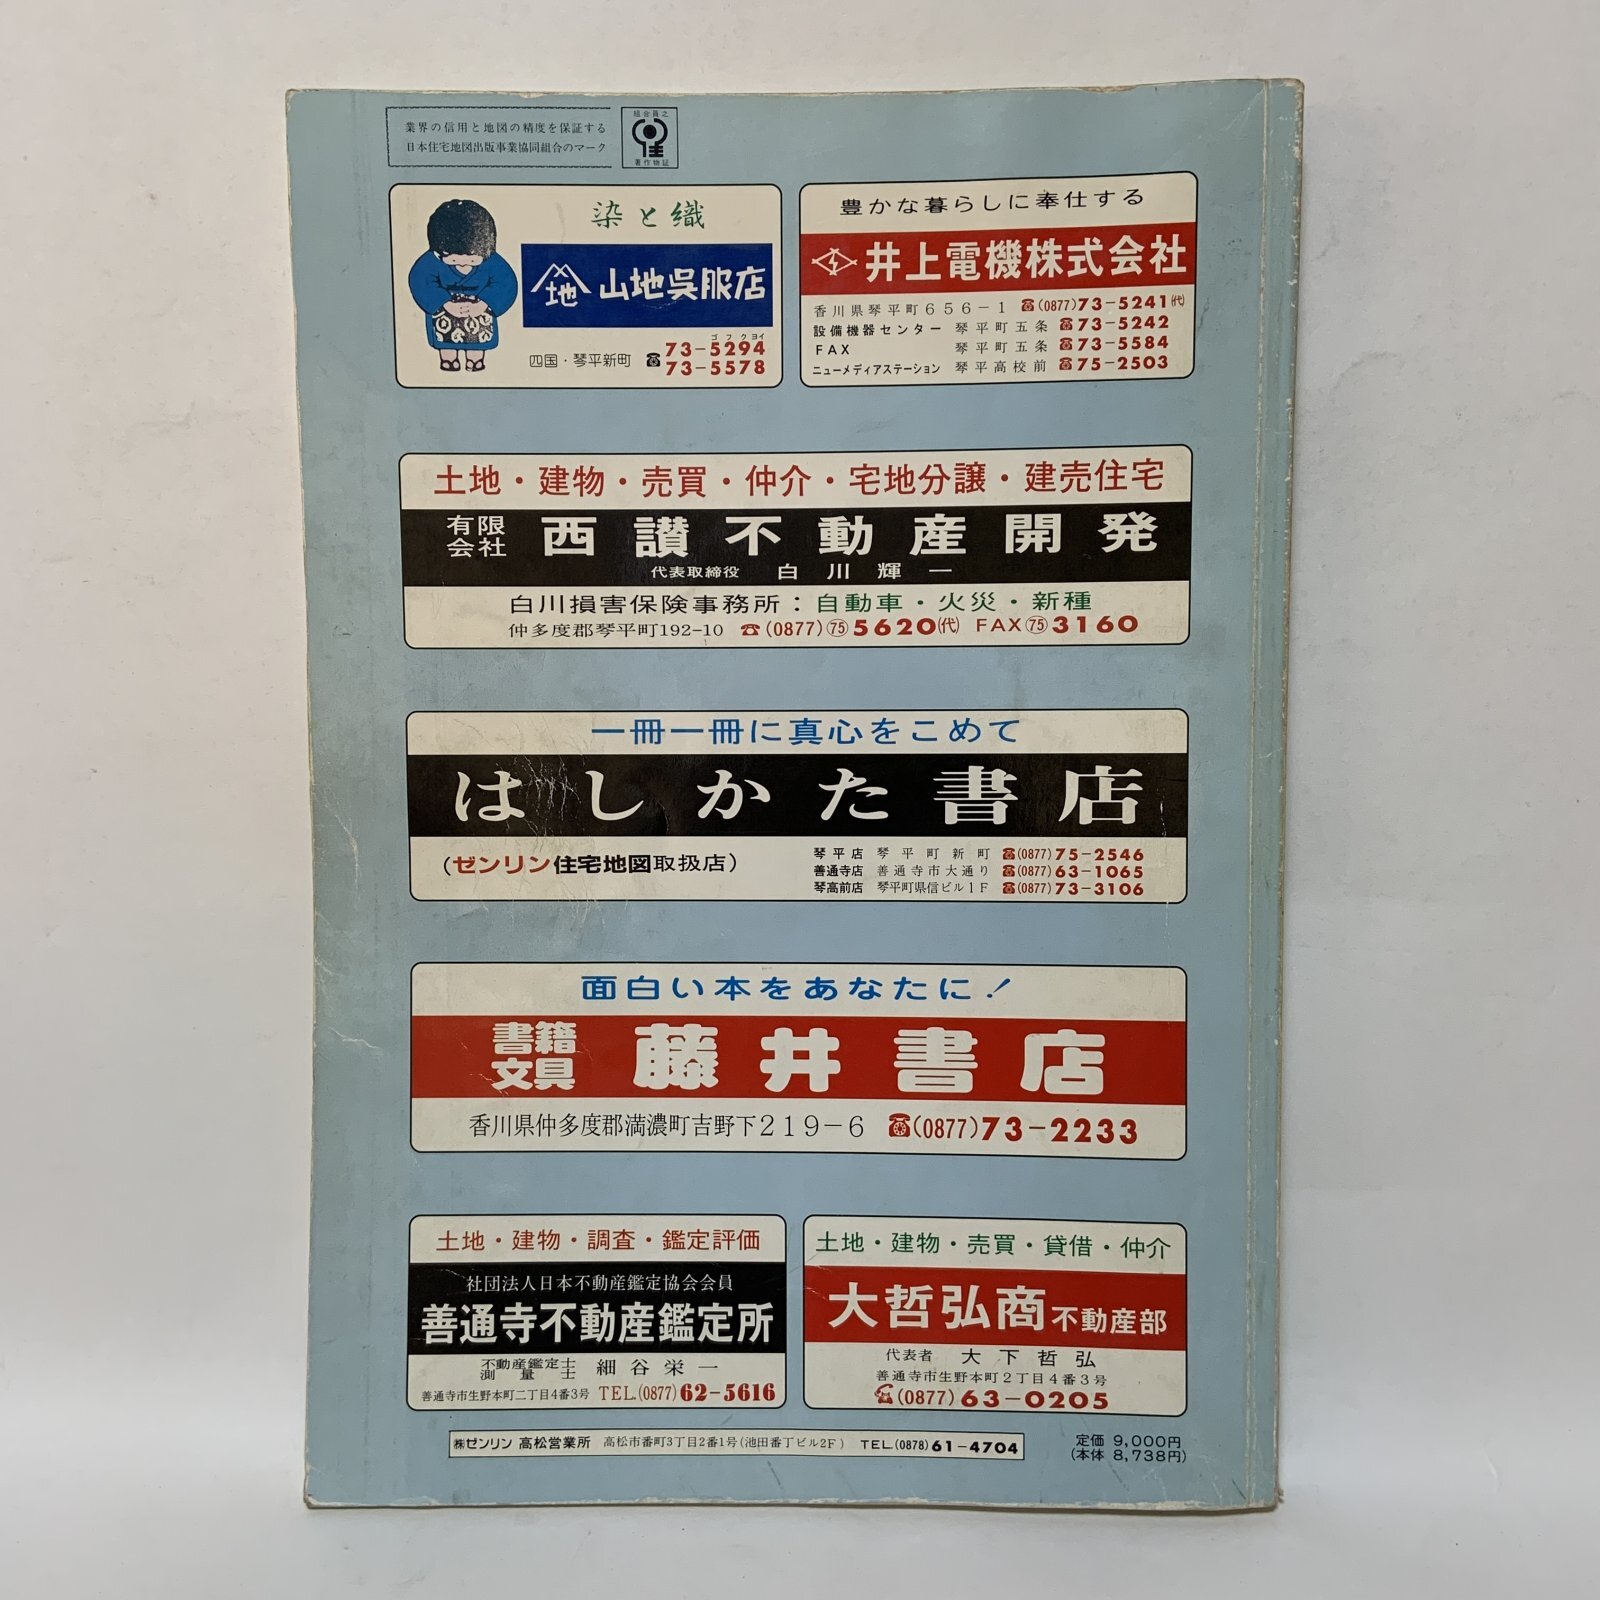 業界の信用と地図の精度を保証する
日本住宅地図出版事業協同組合のマーク
組合員之
住
著作物証
染と織
地 山地呉服店
ゴフクヨイ
四国・琴平新町 ☎ 73-5294
73-5578
豊かな暮らしに奉仕する
井上電機株式会社
香川県琴平町656-1 ☎(0877)73-5241(代)
設備機器センター 琴平町五条 ☎73-5242
FAX 琴平町五条 ☎73-5584
ニューメディアステーション 琴平高校前 ☎75-2503
土地・建物・売買・仲介・宅地分譲・建売住宅
有限会社 西讃不動産開発
代表取締役 白川輝一
白川損害保険事務所：自動車・火災・新種
仲多度郡琴平町192-10 ☎(0877)㊄75 5620(代) FAX 75 3160
一冊一冊に真心をこめて
はしかた書店
(ゼンリン住宅地図取扱店)
琴平店 琴平町新町 ☎(0877)75-2546
善通寺店 善通寺市大通り ☎(0877)63-1065
琴高前店 琴平町県信ビル1F ☎(0877)73-3106
面白い本をあなたに！
書籍文具 藤井書店
香川県仲多度郡満濃町吉野下219-6 ☎(0877)73-2233
土地・建物・調査・鑑定評価
社団法人日本不動産鑑定協会会員
善通寺不動産鑑定所
不動産鑑定士
測量士 細谷栄一
善通寺市生野本町二丁目4番3号 TEL.(0877)62-5616
土地・建物・売買・貸借・仲介
大哲弘商不動産部
代表者 大下哲弘
善通寺市生野本町2丁目4番3号
☎(0877)63-0205
㈱ゼンリン 高松営業所 高松市番町3丁目2番1号(池田番丁ビル2F) TEL.(0878)61-4704
定価 9,000円
(本体 8,738円)